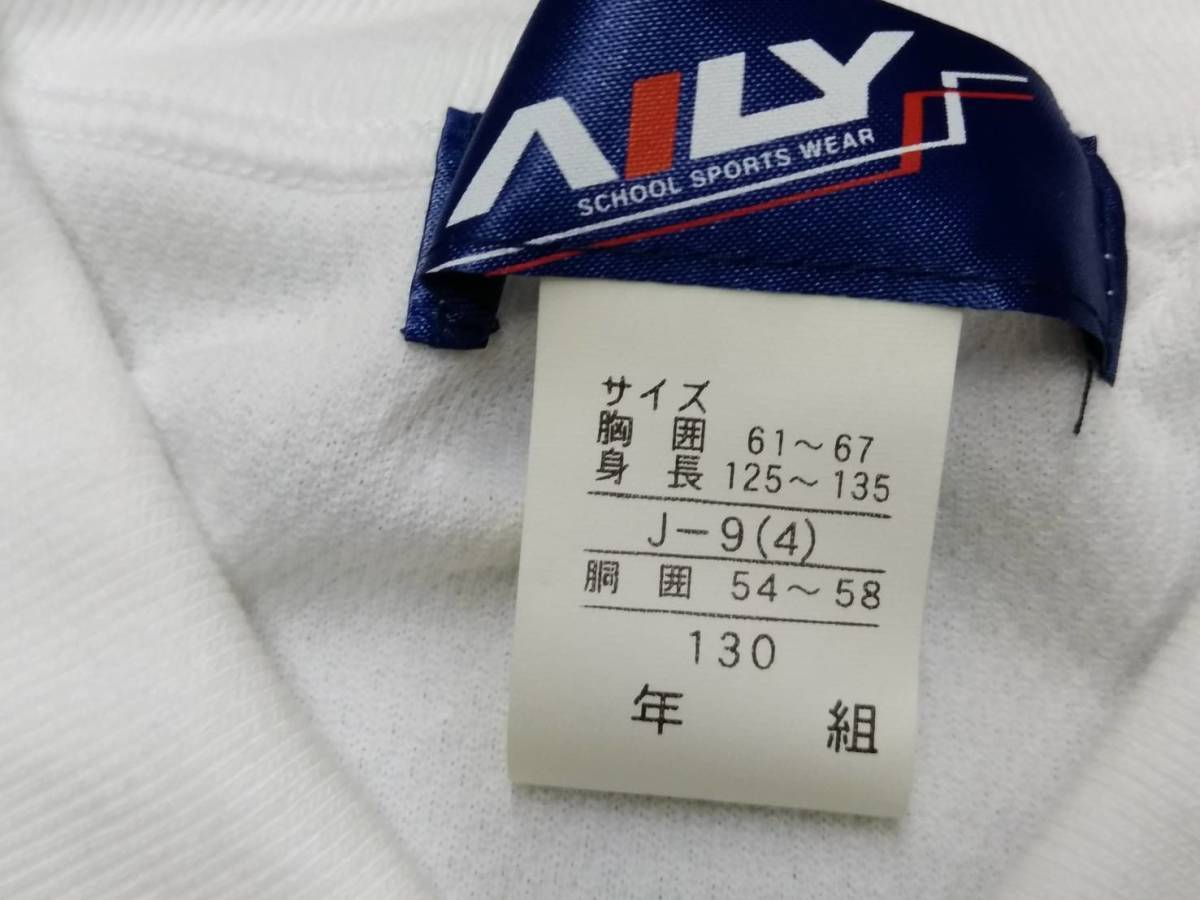 AILY
SCHOOL SPORTS WEAR
サイズ
胸 囲 61～67
身 長 125～135
J－9(4)
胴 囲 54～58
130
年 組